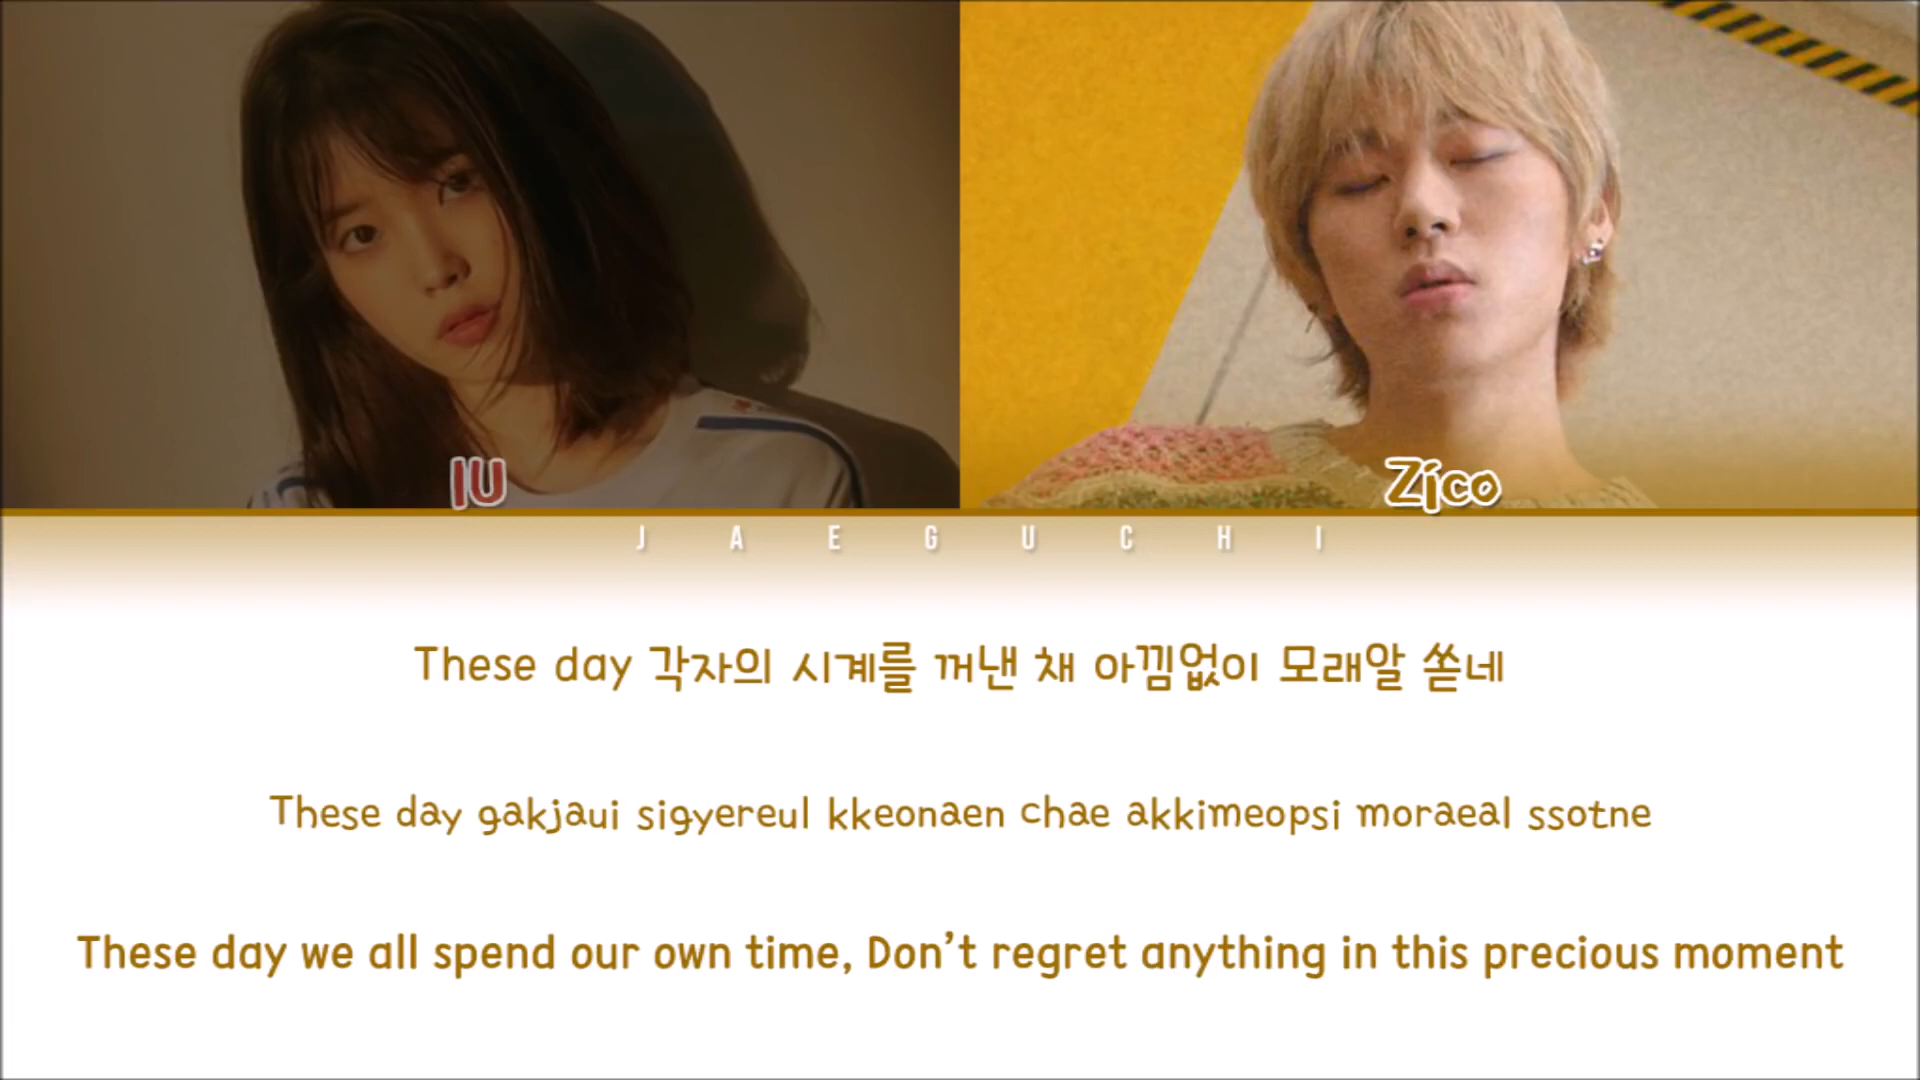 IU
Zico
JAEGUCHI
These day 각자의 시계를 꺼낸 채 아낌없이 모래알 쏟네
These day gakjaui sigyereul kkeonaen chae akkimeopsi moraeal ssotne
These day we all spend our own time, Don't regret anything in this precious moment